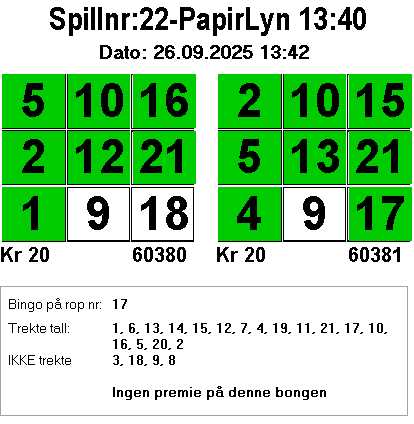 Spillnr:22-PapirLyn 13:40
Dato: 26.09.2025 13:42
5 10 16 2 10 15
2 12 21 5 13 21
1 9 18 4 9 17
Kr 20 60380 Kr 20 60381
Bingo på rop nr: 17
Trekte tall: 1, 6, 13, 14, 15, 12, 7, 4, 19, 11, 21, 17, 10,
16, 5, 20, 2
IKKE trekte 3, 18, 9, 8
Ingen premie på denne bongen